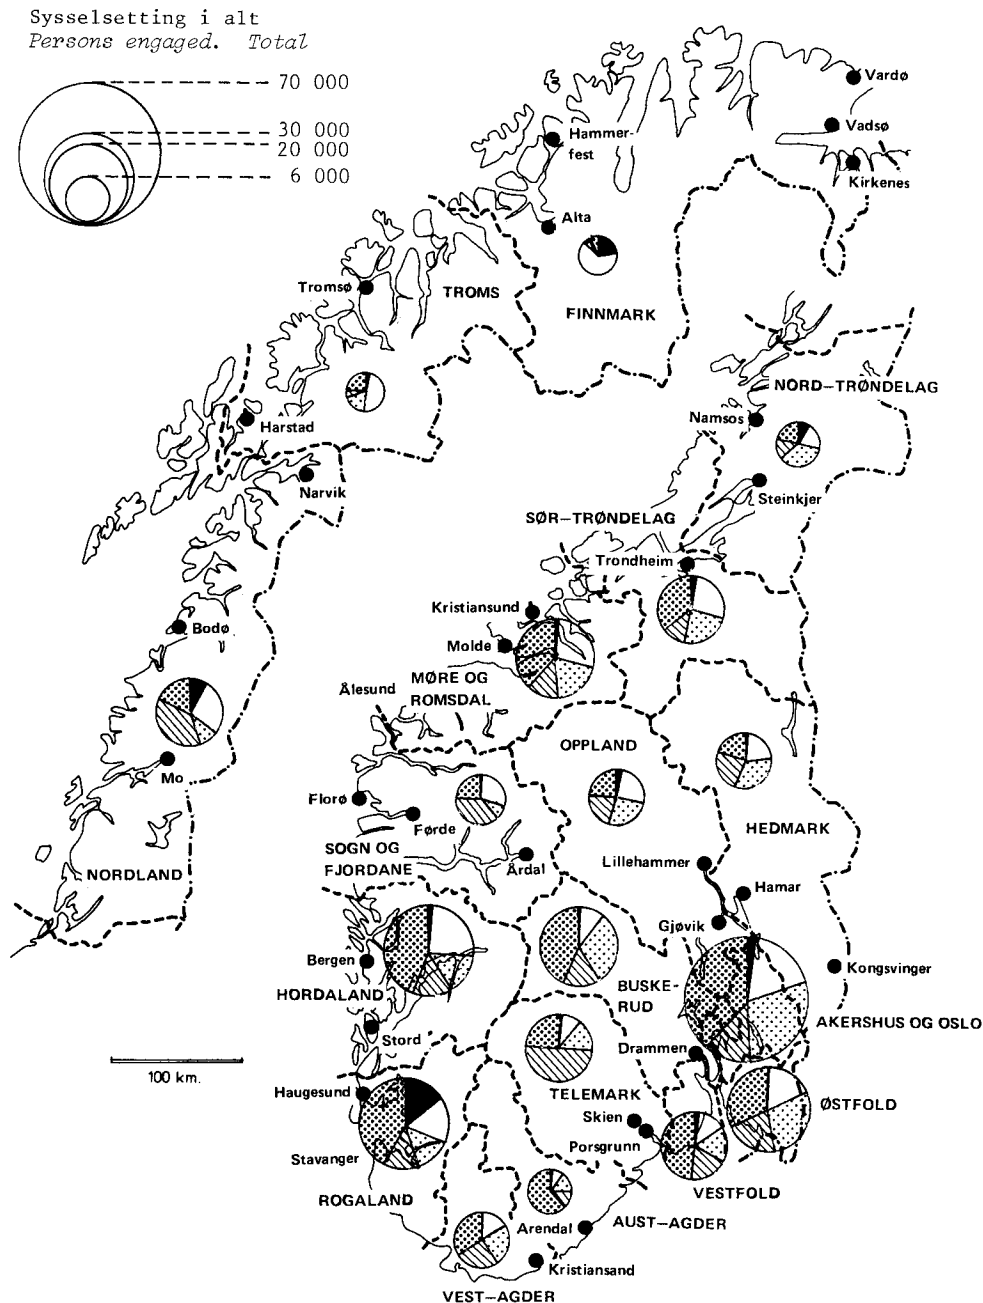 Sysselsetting i alt
Persons engaged. Total
70 000
30 000
20 000
6 000
Vardø
Vadsø
Hammer-
fest
Kirkenes
Alta
Tromsø
TROMS
FINNMARK
NORD-TRØNDELAG
Namsos
Harstad
Narvik
Steinkjer
SØR-TRØNDELAG
Trondheim
Kristiansund
Bodø
Molde
MØRE OG
ROMSDAL
Ålesund
OPPLAND
Mo
Florø
Førde
HEDMARK
SOGN OG
FJORDANE
Årdal
Lillehammer
NORDLAND
Hamar
Gjøvik
Bergen
Kongsvinger
HORDALAND
BUSKE-
RUD
AKERSHUS OG OSLO
Stord
Drammen
100 km.
Haugesund
TELEMARK
ØSTFOLD
Skien
Porsgrunn
Stavanger
ROGALAND
VESTFOLD
Arendal
AUST-AGDER
Kristiansand
VEST-AGDER